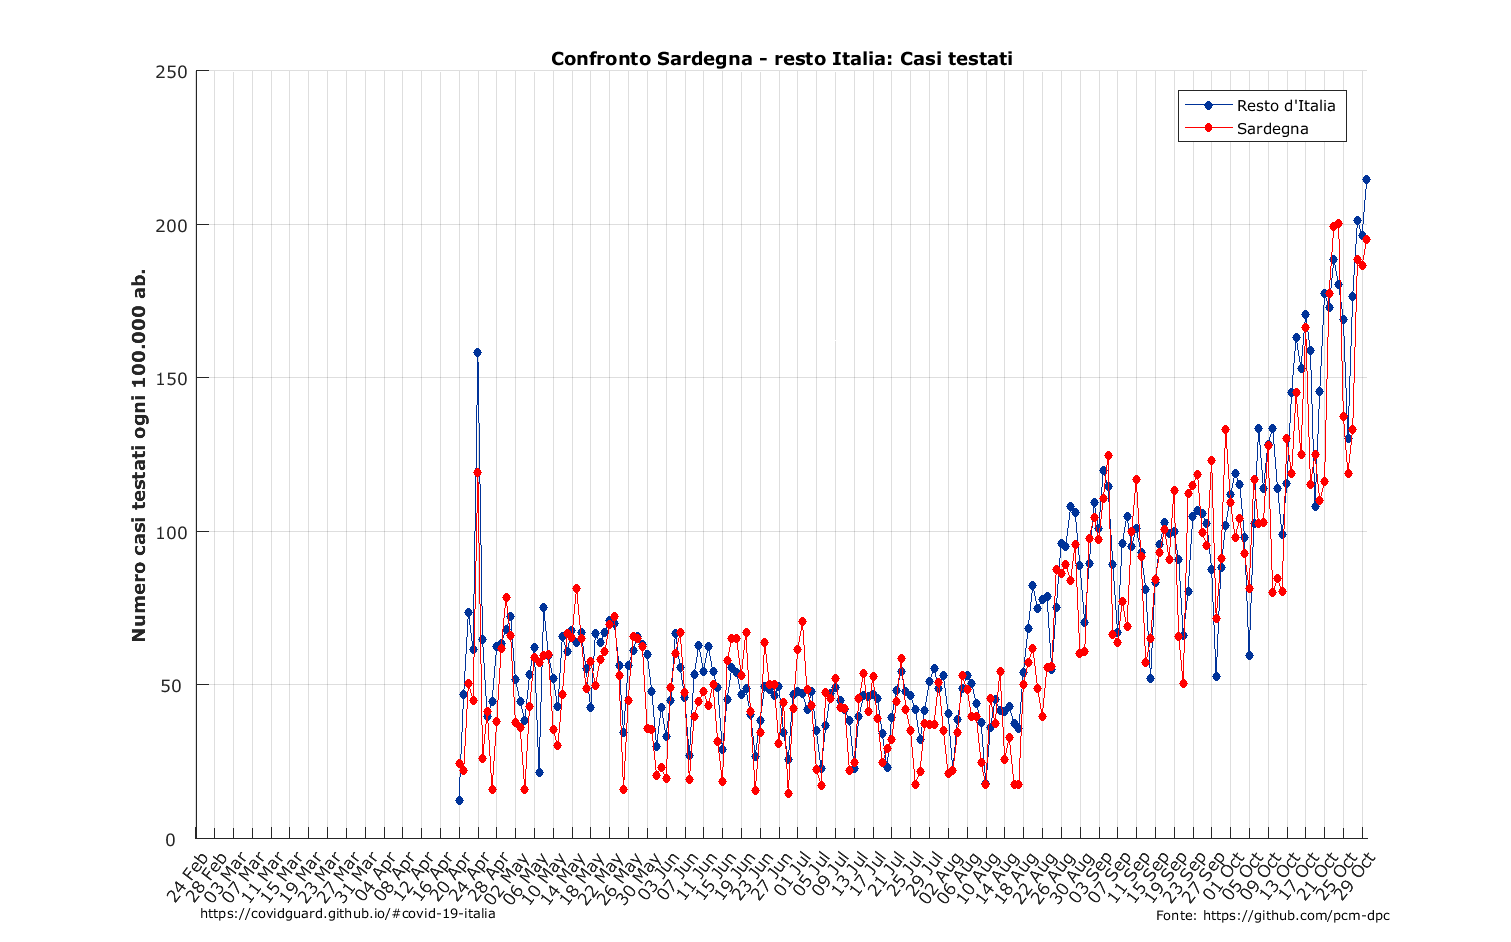 Confronto Sardegna - resto Italia: Casi testati
Resto d'Italia
Sardegna
Numero casi testati ogni 100.000 ab.
250
200
150
100
50
0
24 Feb
28 Feb
03 Mar
07 Mar
11 Mar
15 Mar
19 Mar
23 Mar
27 Mar
31 Mar
04 Apr
08 Apr
12 Apr
16 Apr
20 Apr
24 Apr
28 Apr
02 May
06 May
10 May
14 May
18 May
22 May
26 May
30 May
03 Jun
07 Jun
11 Jun
15 Jun
19 Jun
23 Jun
27 Jun
01 Jul
05 Jul
09 Jul
13 Jul
17 Jul
21 Jul
25 Jul
29 Jul
02 Aug
06 Aug
10 Aug
14 Aug
18 Aug
22 Aug
26 Aug
30 Aug
03 Sep
07 Sep
11 Sep
15 Sep
19 Sep
23 Sep
27 Sep
01 Oct
05 Oct
09 Oct
13 Oct
17 Oct
21 Oct
25 Oct
29 Oct
https://covidguard.github.io/#covid-19-italia
Fonte: https://github.com/pcm-dpc